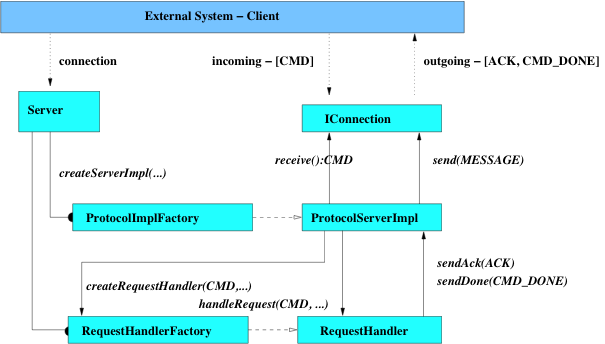 External System – Client
connection
incoming – [CMD]
outgoing – [ACK, CMD_DONE]
Server
IConnection
receive():CMD
send(MESSAGE)
createServerImpl(...)
ProtocolImplFactory
ProtocolServerImpl
sendAck(ACK)
sendDone(CMD_DONE)
createRequestHandler(CMD,...)
handleRequest(CMD, ...)
RequestHandlerFactory
RequestHandler